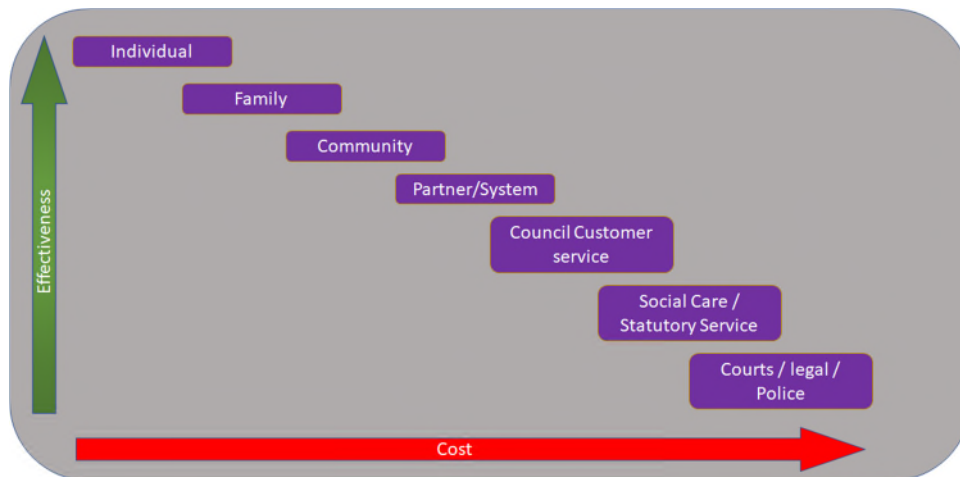 Individual
Family
Community
Partner/System
Council Customer
service
Social Care /
Statutory Service
Courts / legal /
Police
Effectiveness
Cost